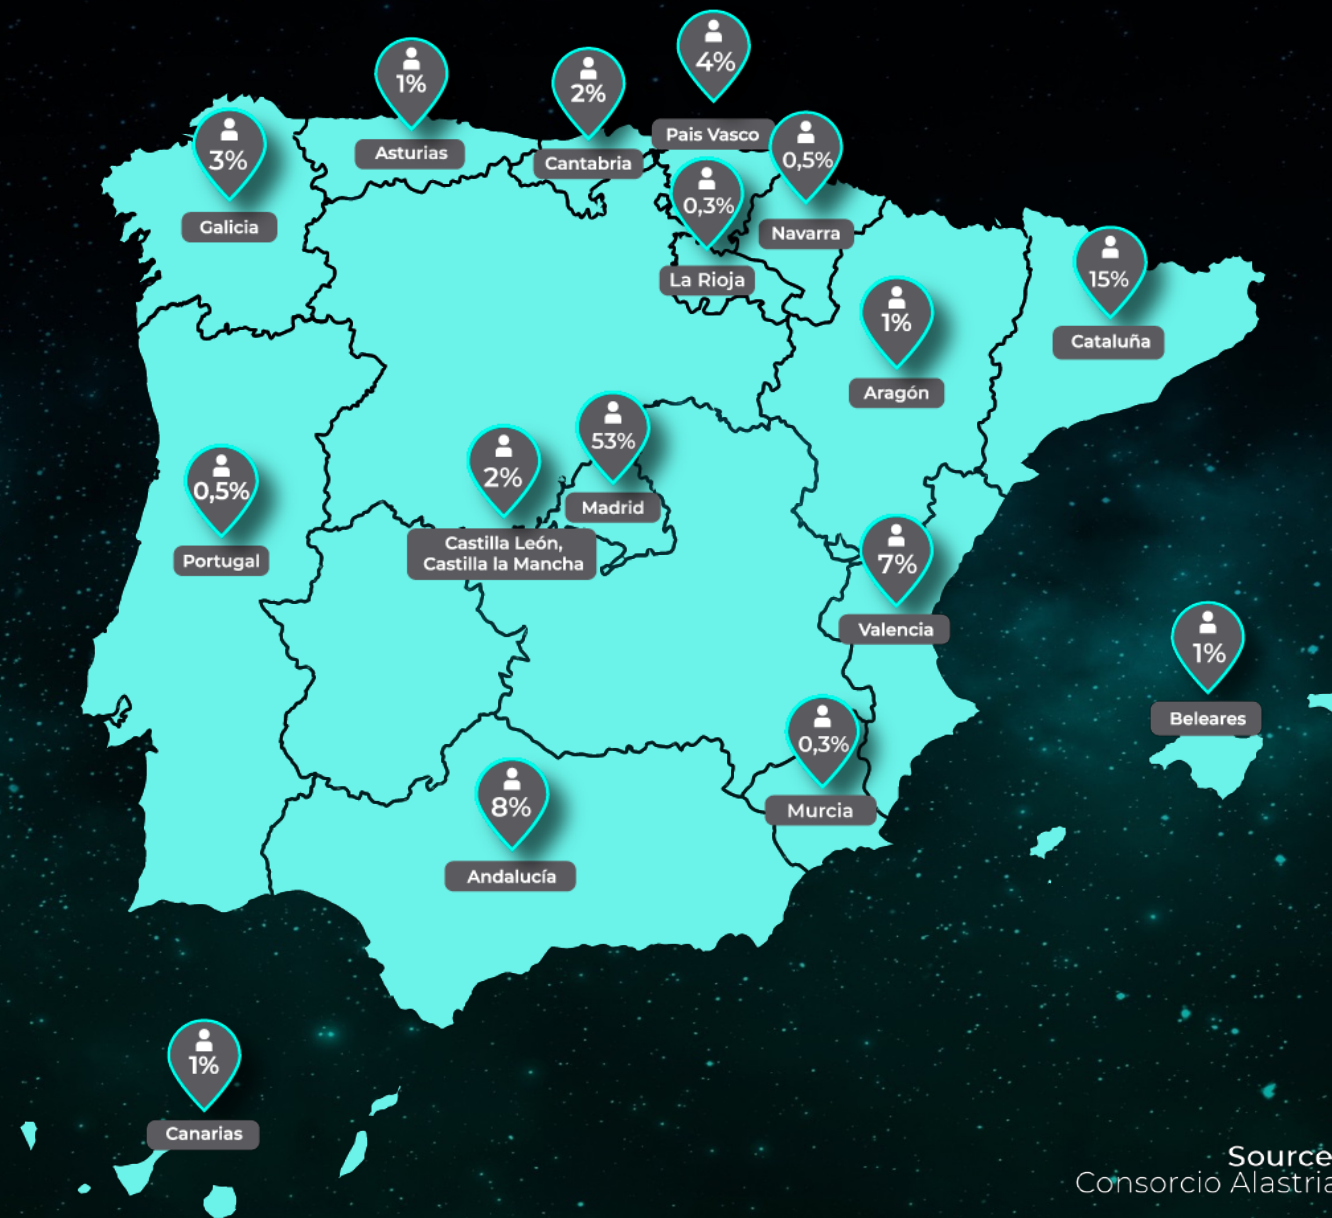 4%
Pais Vasco
1%
Asturias
2%
Cantabria
3%
Galicia
0,5%
Navarra
0,3%
La Rioja
15%
Cataluña
1%
Aragón
53%
Madrid
2%
Castilla León,
Castilla la Mancha
0,5%
Portugal
7%
Valencia
1%
Beleares
0,3%
Murcia
8%
Andalucía
1%
Canarias
Source
Consorcio Alastria